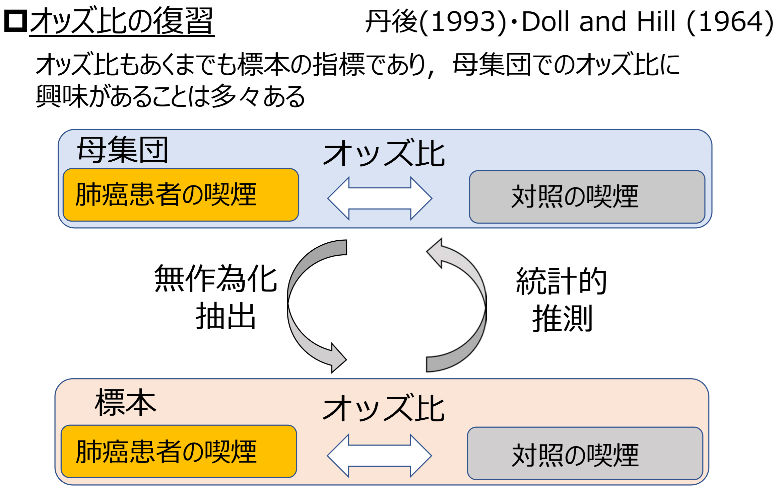 オッズ比の復習
丹後(1993)・Doll and Hill (1964)
オッズ比もあくまでも標本の指標であり，母集団でのオッズ比に
興味があることは多々ある
母集団
オッズ比
肺癌患者の喫煙
対照の喫煙
無作為化
抽出
統計的
推測
標本
オッズ比
肺癌患者の喫煙
対照の喫煙